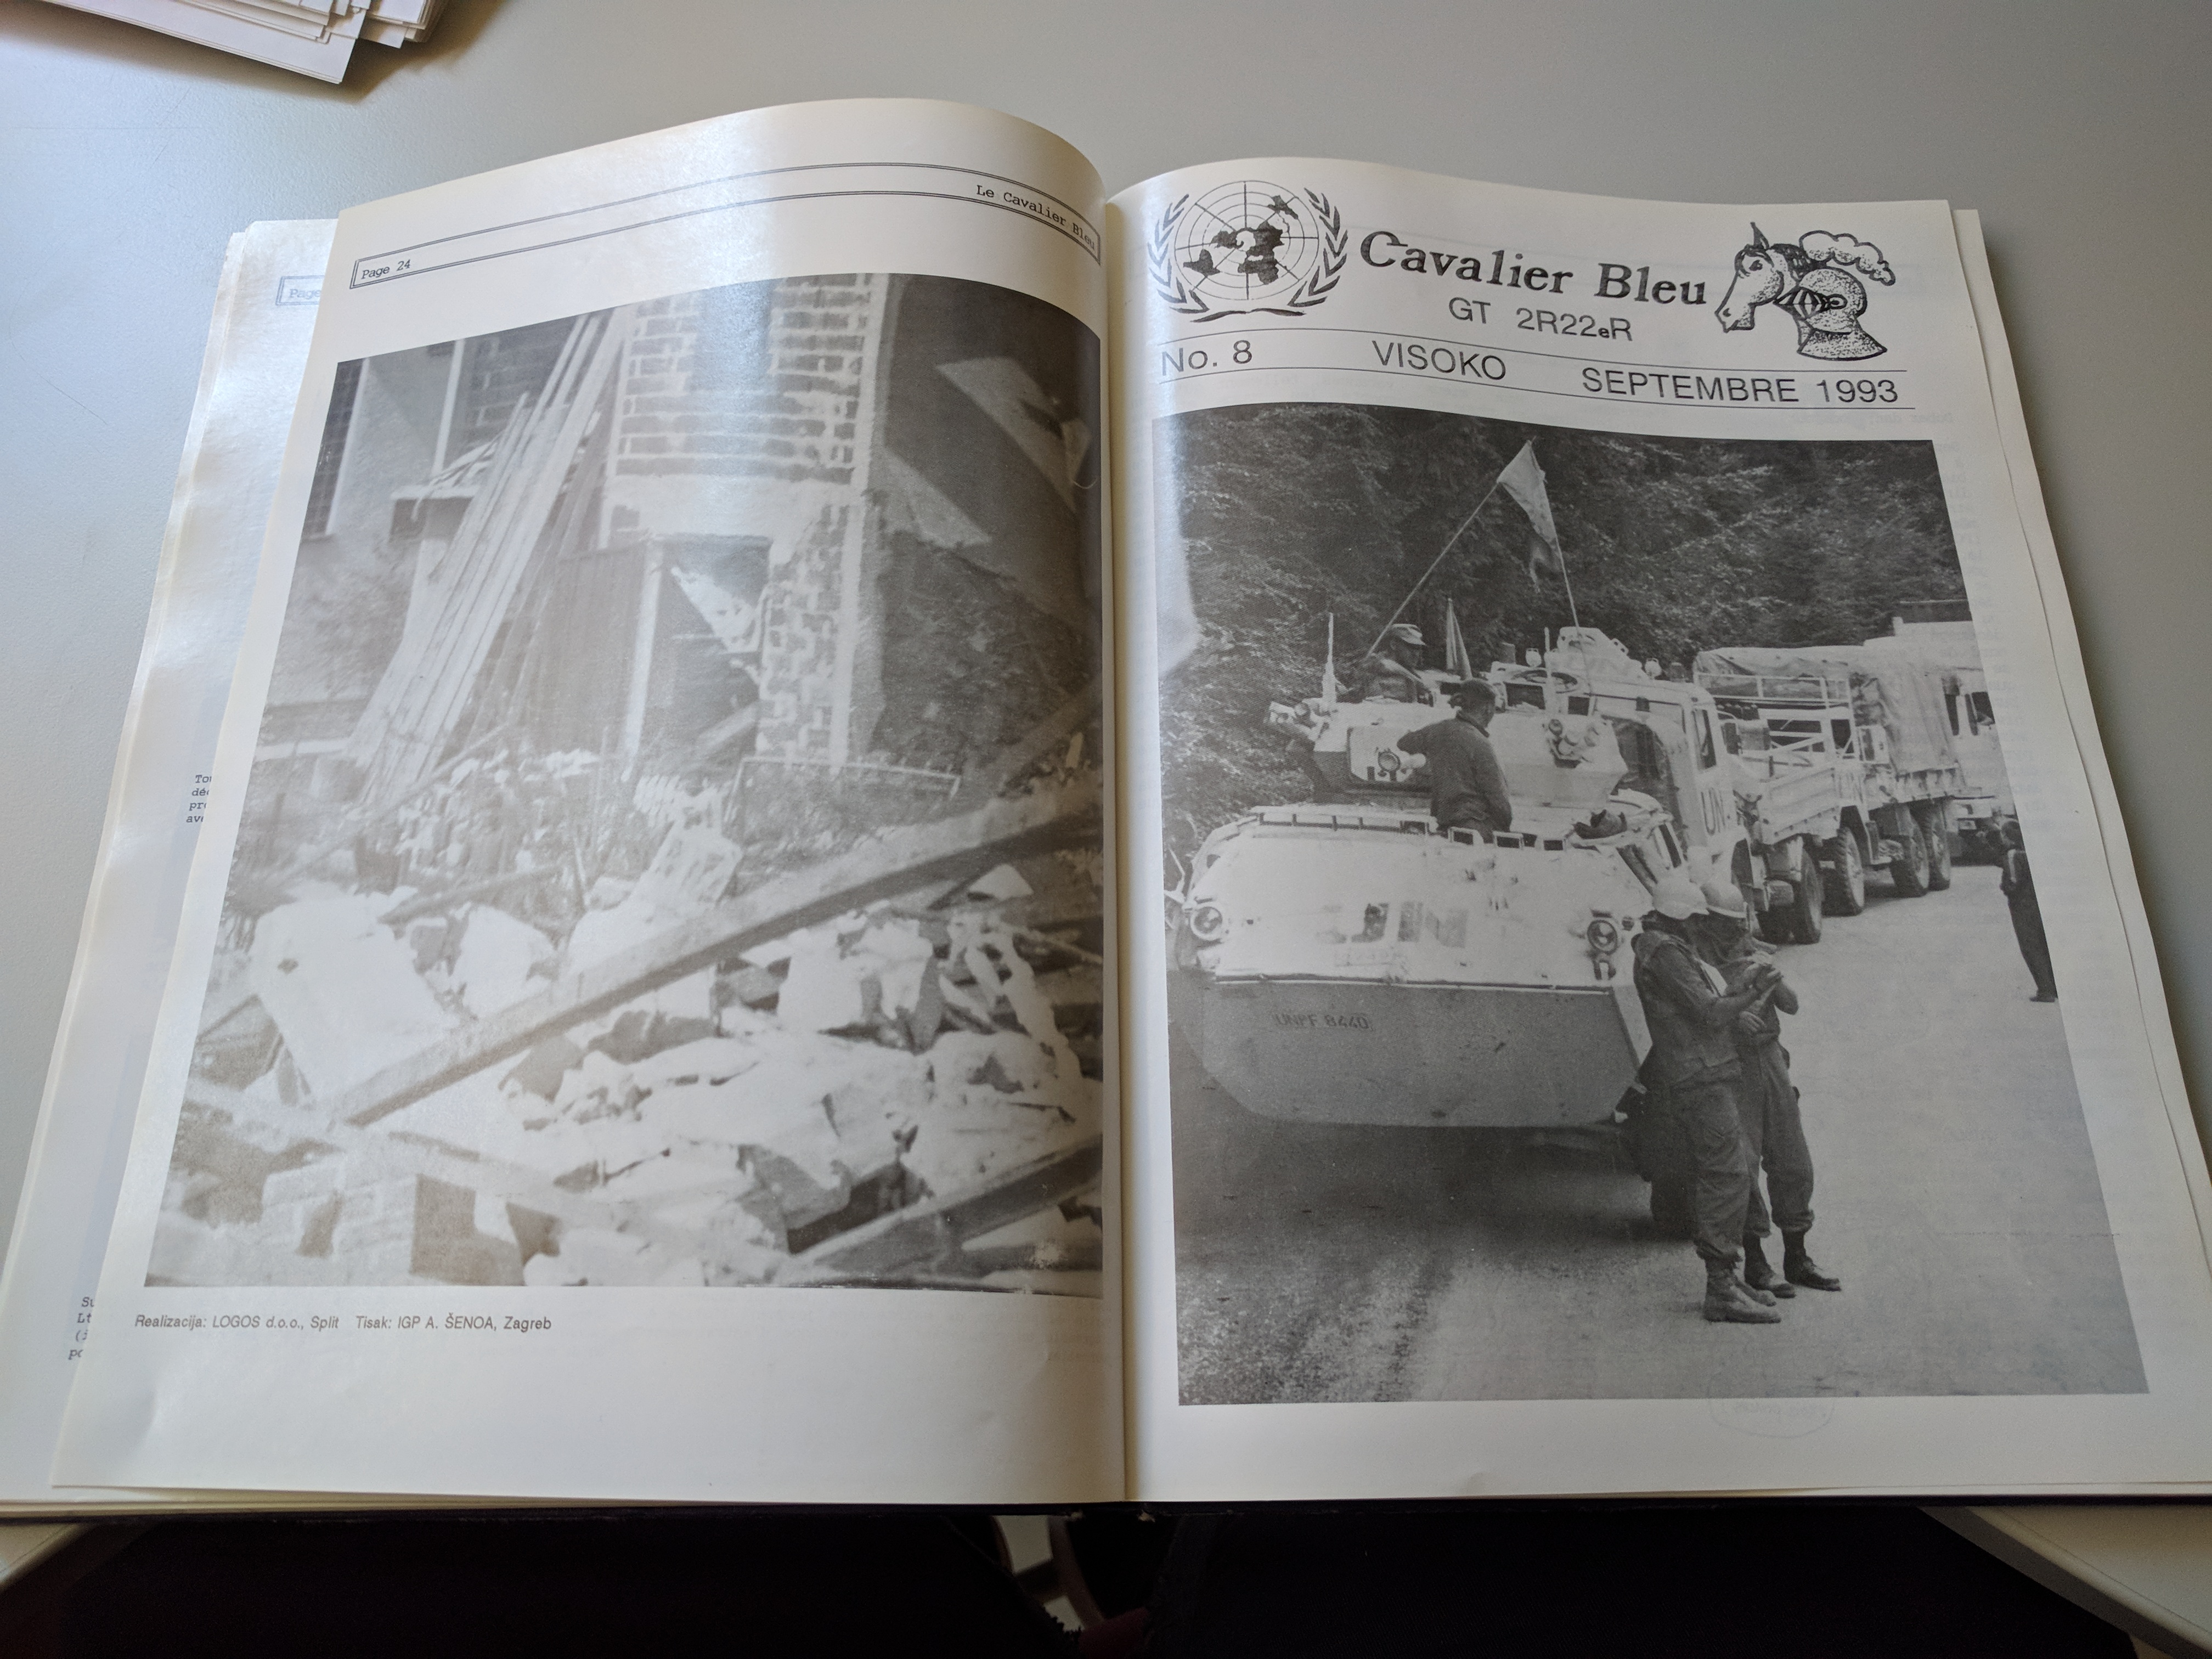 Page 24
Le Cavalier Bleu
Realizacija: LOGOS d.o.o., Split Tisak: IGP A. ŠENOA, Zagreb
Cavalier Bleu
GT 2R22eR
No. 8 VISOKO SEPTEMBRE 1993
UN
UN
UNPF 8440
Page